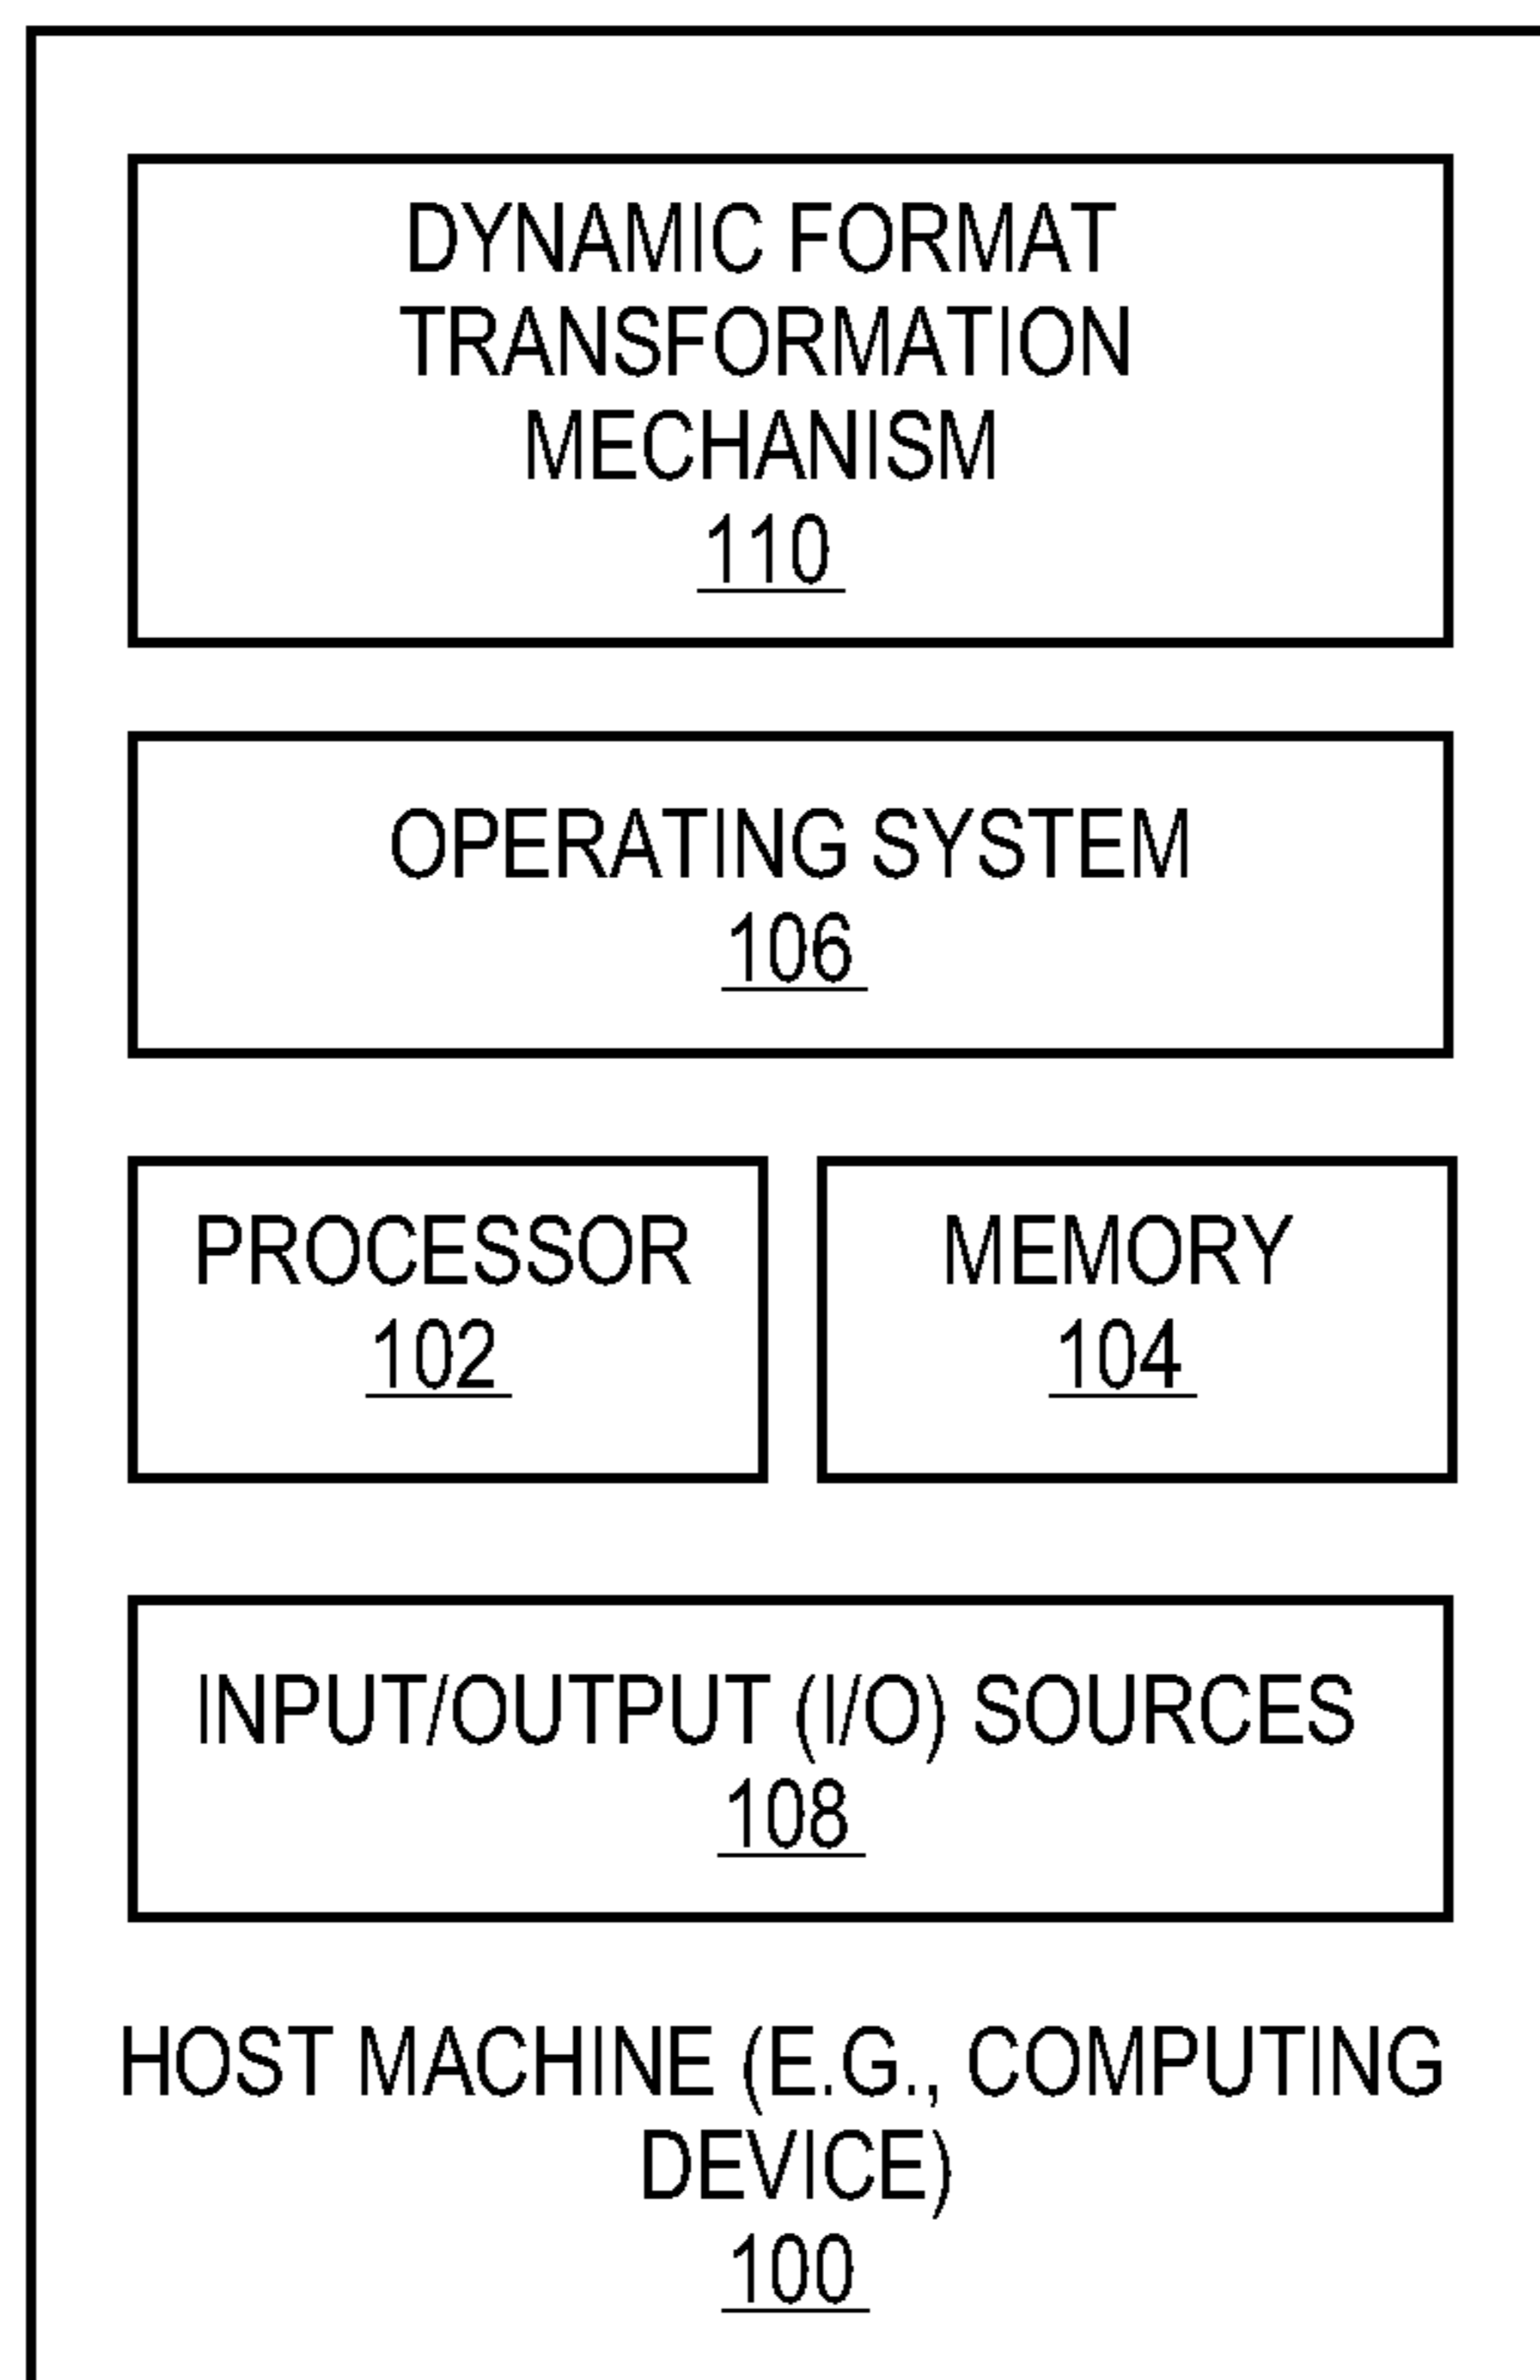 DYNAMIC FORMAT
TRANSFORMATION
MECHANISM
110
OPERATING SYSTEM
106
PROCESSOR
102
MEMORY
104
INPUT/OUTPUT (I/O) SOURCES
108
HOST MACHINE (E.G., COMPUTING
DEVICE)
100